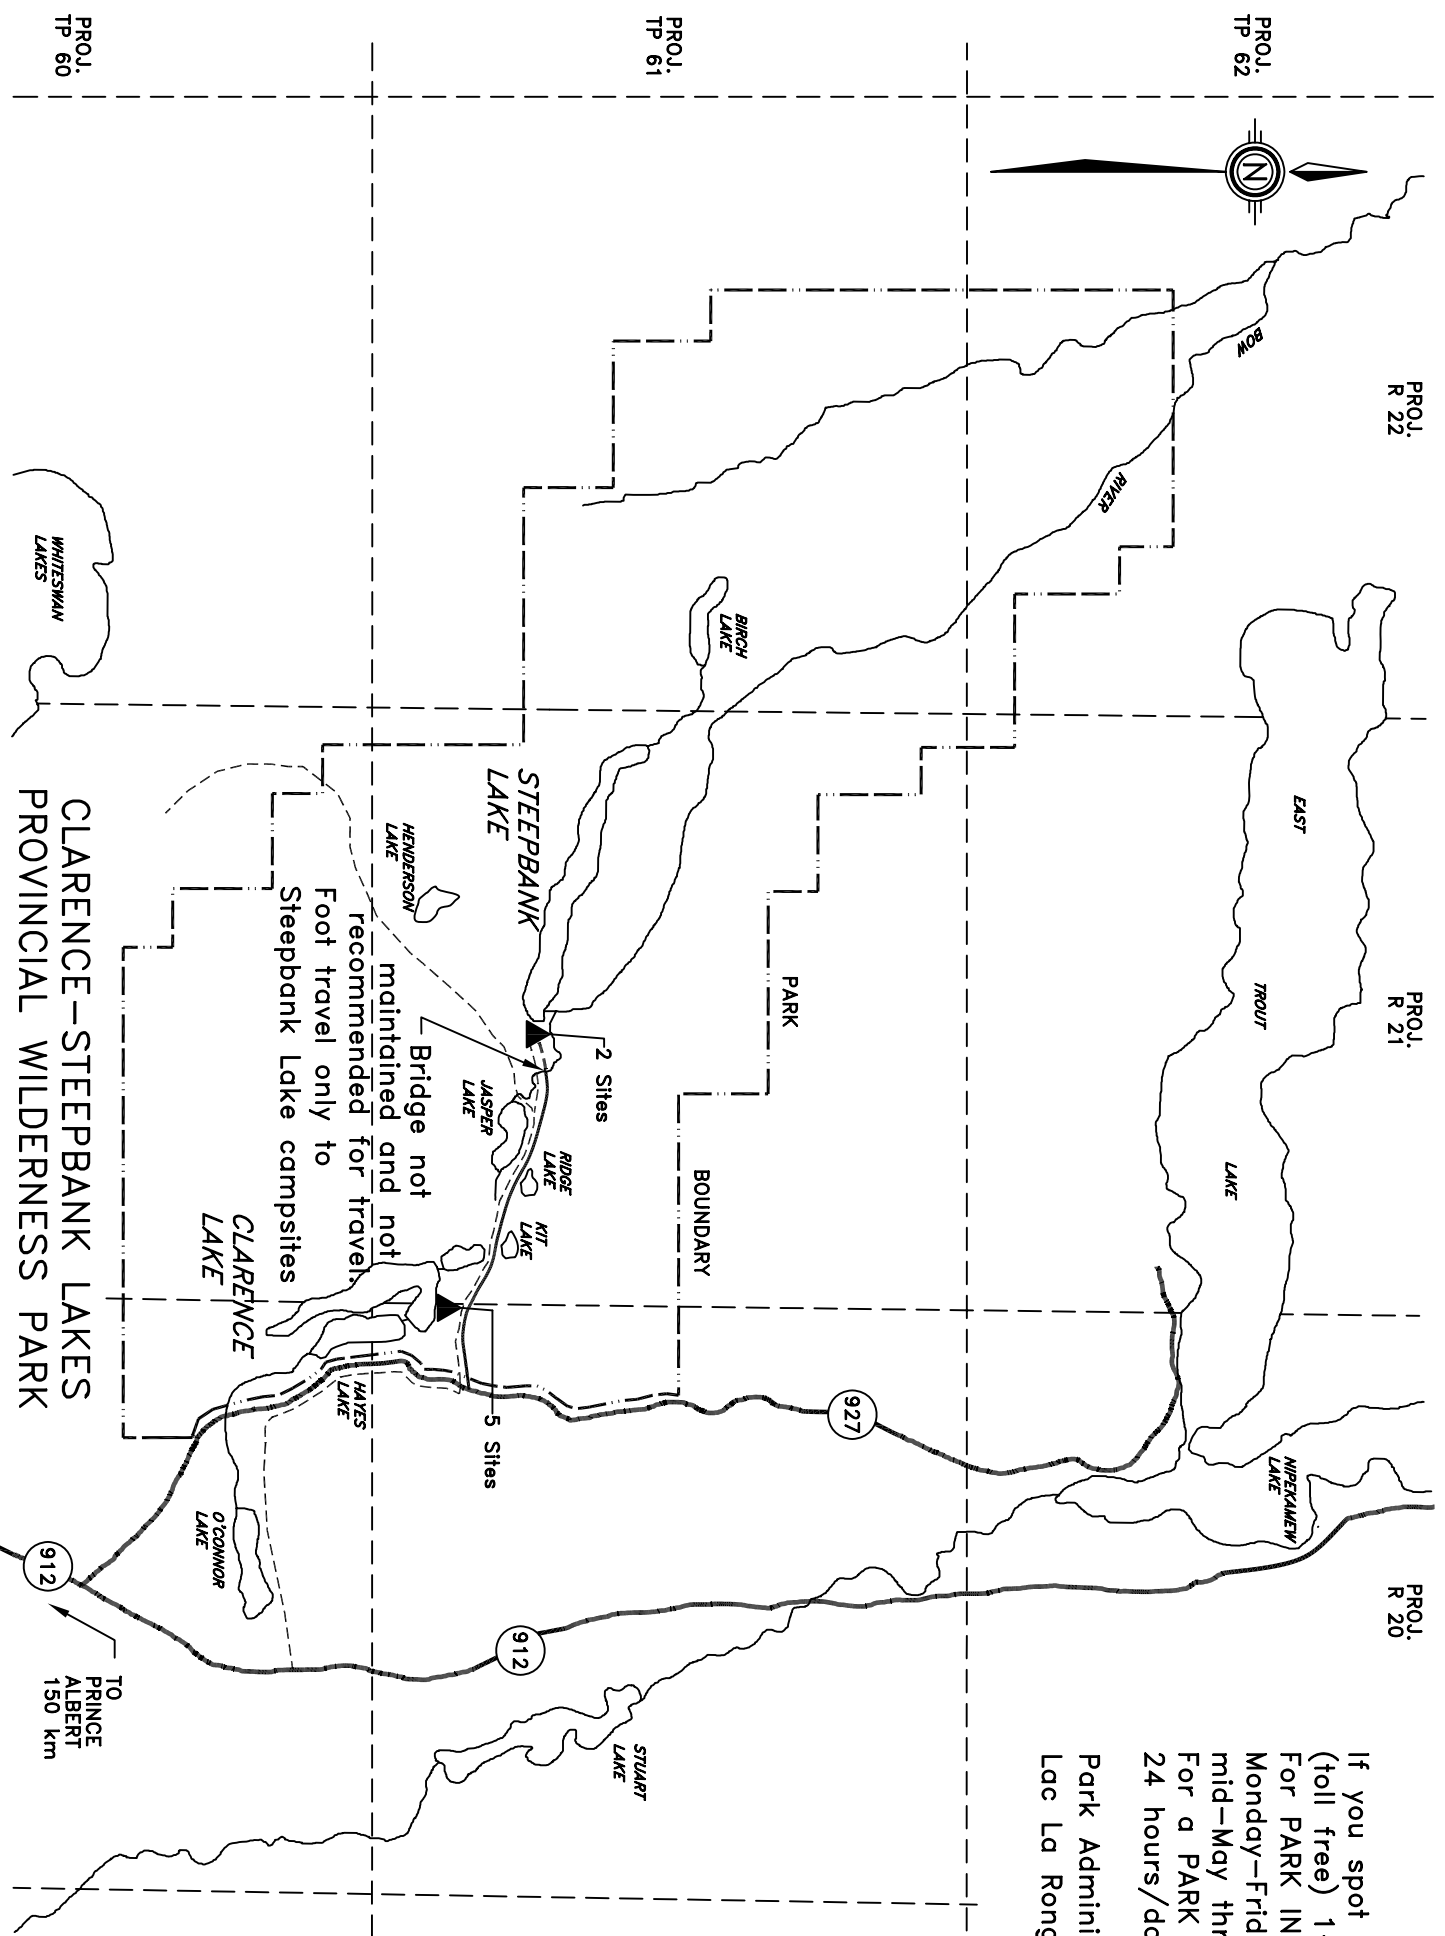 PROJ.
R 22
PROJ.
R 21
PROJ.
R 20
PROJ.
TP 62
PROJ.
TP 61
PROJ.
TP 60
N
BOW
RIVER
EAST
TROUT
LAKE
NIPEKAMEW
LAKE
BIRCH
LAKE
PARK
BOUNDARY
927
STEEPBANK
LAKE
2 Sites
RIDGE
LAKE
KIT
LAKE
JASPER
LAKE
5 Sites
912
STUART
LAKE
HENDERSON
LAKE
Bridge not
maintained and not
recommended for travel.
Foot travel only to
Steepbank Lake campsites
HAYES
LAKE
CLARENCE
LAKE
O'CONNOR
LAKE
WHITESWAN
LAKES
912
TO
PRINCE
ALBERT
150 km
CLARENCE-STEEPBANK LAKES
PROVINCIAL WILDERNESS PARK
If you spot
(toll free) 1-
For PARK IN
Monday-Frid
mid-May thr
For a PARK
24 hours/da
Park Admini
Lac La Rong